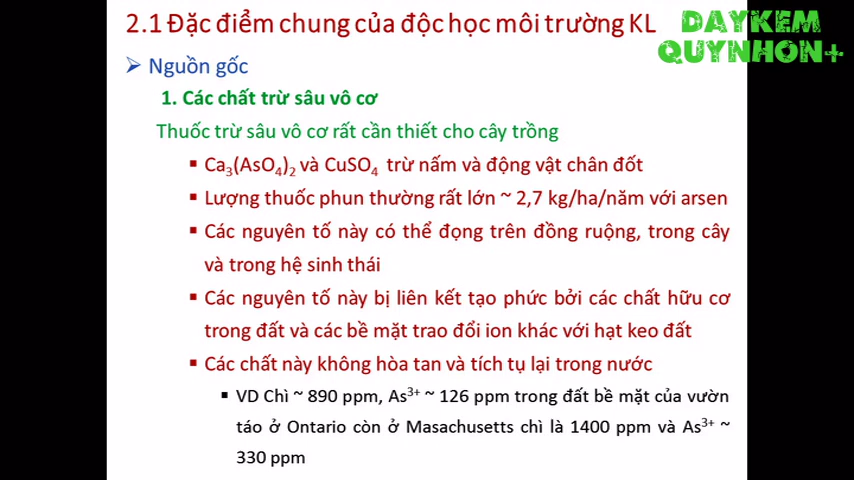 2.1 Đặc điểm chung của độc học môi trường KL
DAYKEM
QUYNHON+
➢ Nguồn gốc
1. Các chất trừ sâu vô cơ
Thuốc trừ sâu vô cơ rất cần thiết cho cây trồng
▪ Ca₃(AsO₄)₂ và CuSO₄ trừ nấm và động vật chân đốt
▪ Lượng thuốc phun thường rất lớn ~ 2,7 kg/ha/năm với arsen
▪ Các nguyên tố này có thể đọng trên đồng ruộng, trong cây
và trong hệ sinh thái
▪ Các nguyên tố này bị liên kết tạo phức bởi các chất hữu cơ
trong đất và các bề mặt trao đổi ion khác với hạt keo đất
▪ Các chất này không hòa tan và tích tụ lại trong nước
▪ VD Chì ~ 890 ppm, As³⁺ ~ 126 ppm trong đất bề mặt của vườn
táo ở Ontario còn ở Masachusetts chì là 1400 ppm và As³⁺ ~
330 ppm